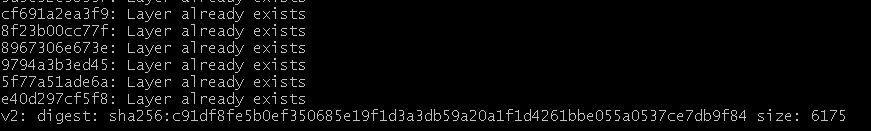 cf691a2ea3f9: Layer already exists
8f23b00cc77f: Layer already exists
8967306e673e: Layer already exists
9794a3b3ed45: Layer already exists
5f77a51ade6a: Layer already exists
e40d297cf5f8: Layer already exists
v2: digest: sha256:c91df8fe5b0ef350685e19f1d3a3db59a20a1f1d4261bbe055a0537ce7db9f84 size: 6175